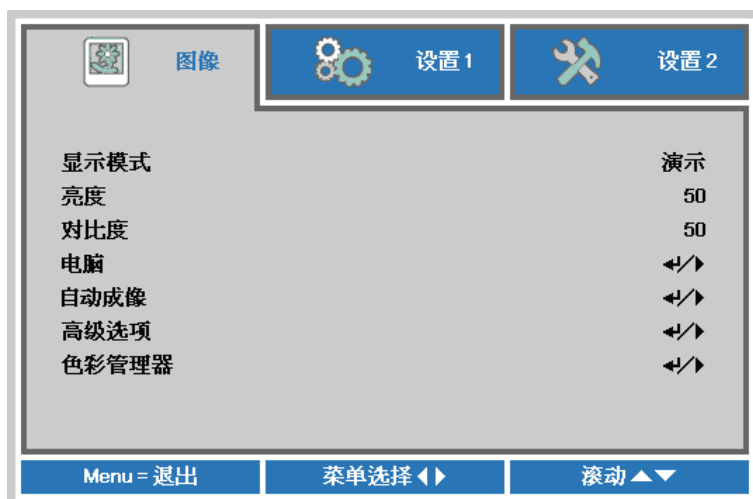 图像 设置 1 设置 2
显示模式 演示
亮度 50
对比度 50
电脑 ↵/▶
自动成像 ↵/▶
高级选项 ↵/▶
色彩管理器 ↵/▶
Menu = 退出 菜单选择 ◀▶ 滚动 ▲▼